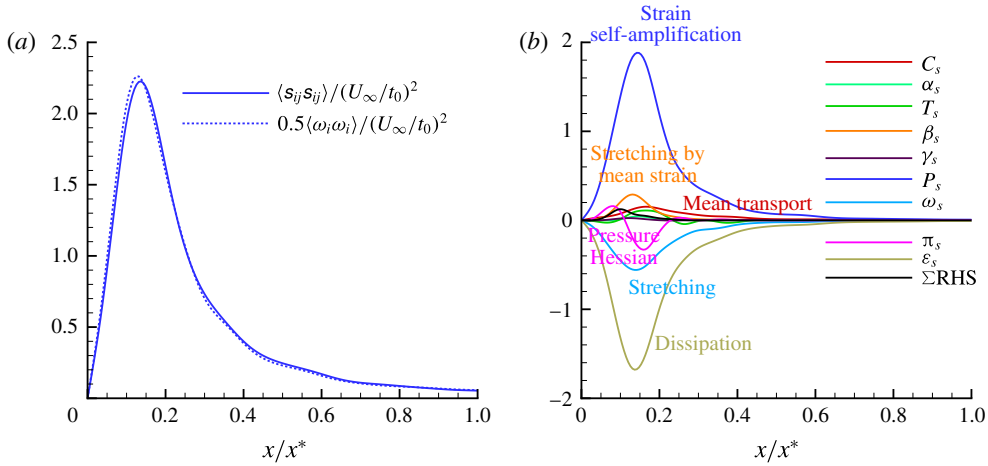 (a)
2.5
2.0
1.5
1.0
0.5
0
0.2
0.4
0.6
0.8
1.0
x/x*
⟨s_ij s_ij⟩/(U_∞/t_0)^2
0.5⟨ω_i ω_i⟩/(U_∞/t_0)^2
(b)
2
1
0
−1
−2
0
0.2
0.4
0.6
0.8
1.0
x/x*
Strain
self-amplification
Stretching by
mean strain
Mean transport
Pressure
Hessian
Stretching
Dissipation
C_s
α_s
T_s
β_s
γ_s
P_s
ω_s
π_s
ε_s
ΣRHS